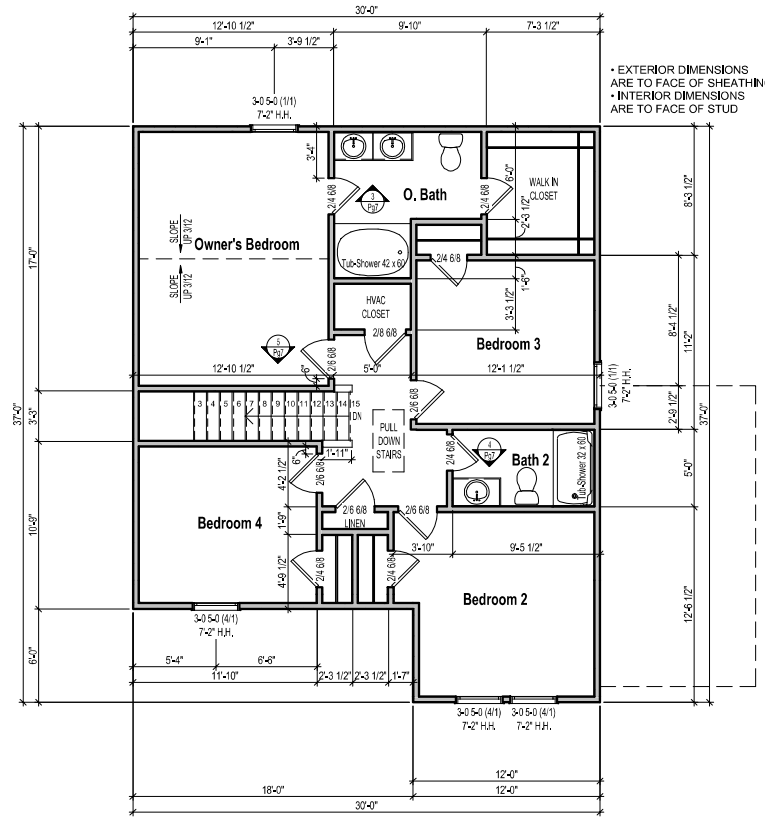 30'-0"
12'-10 1/2"
9'-10"
7'-3 1/2"
9'-1"
3'-9 1/2"
• EXTERIOR DIMENSIONS
ARE TO FACE OF SHEATHIN
• INTERIOR DIMENSIONS
ARE TO FACE OF STUD
3-0 5-0 (1/1)
7'-2" H.H.
3'-4"
6'-0"
2/4 6/8
3
Pg7
O. Bath
2/4 6/8
WALK IN
CLOSET
8'-3 1/2"
2'-3 1/2"
SLOPE
UP 3/12
Owner's Bedroom
17'-0"
Tub-Shower 42 x 60
2/4 6/8
SLOPE
UP 3/12
1'-6"
HVAC
CLOSET
3'-3 1/2"
8'-4 1/2"
11'-2"
2/8 6/8
Bedroom 3
5
Pg7
2/6 6/8
12'-10 1/2"
6"
5'-0"
12'-1 1/2"
3-0 5-0 (1/1)
7'-2" H.H.
2/6 6/8
2'-9 1/2"
37'-0"
37'-0"
3'-3"
3 4 5 6 7 8 9 10 11 12 13 14 15
DN
PULL
DOWN
STAIRS
2/4 6/8
4
Pg7
Bath 2
Tub-Shower 32 x 60
5'-0"
6"
1'-11"
4'-2 1/2"
2/6 6/8
10'-9"
Bedroom 4
1'-9"
2/6 6/8
LINEN
2/6 6/8
3'-10"
9'-5 1/2"
4'-9 1/2"
2/4 6/8
2/4 6/8
Bedroom 2
12'-6 1/2"
3-0 5-0 (4/1)
7'-2" H.H.
6'-0"
5'-4"
6'-6"
11'-10"
2'-3 1/2"
2'-3 1/2"
1'-7"
3-0 5-0 (4/1)
7'-2" H.H.
3-0 5-0 (4/1)
7'-2" H.H.
12'-0"
18'-0"
12'-0"
30'-0"